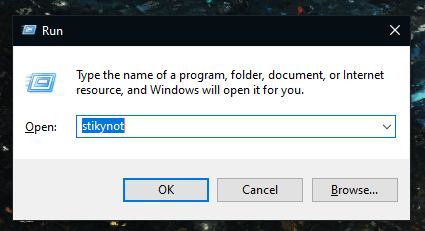 Run
Type the name of a program, folder, document, or Internet
resource, and Windows will open it for you.
Open: stikynot
OK Cancel Browse...